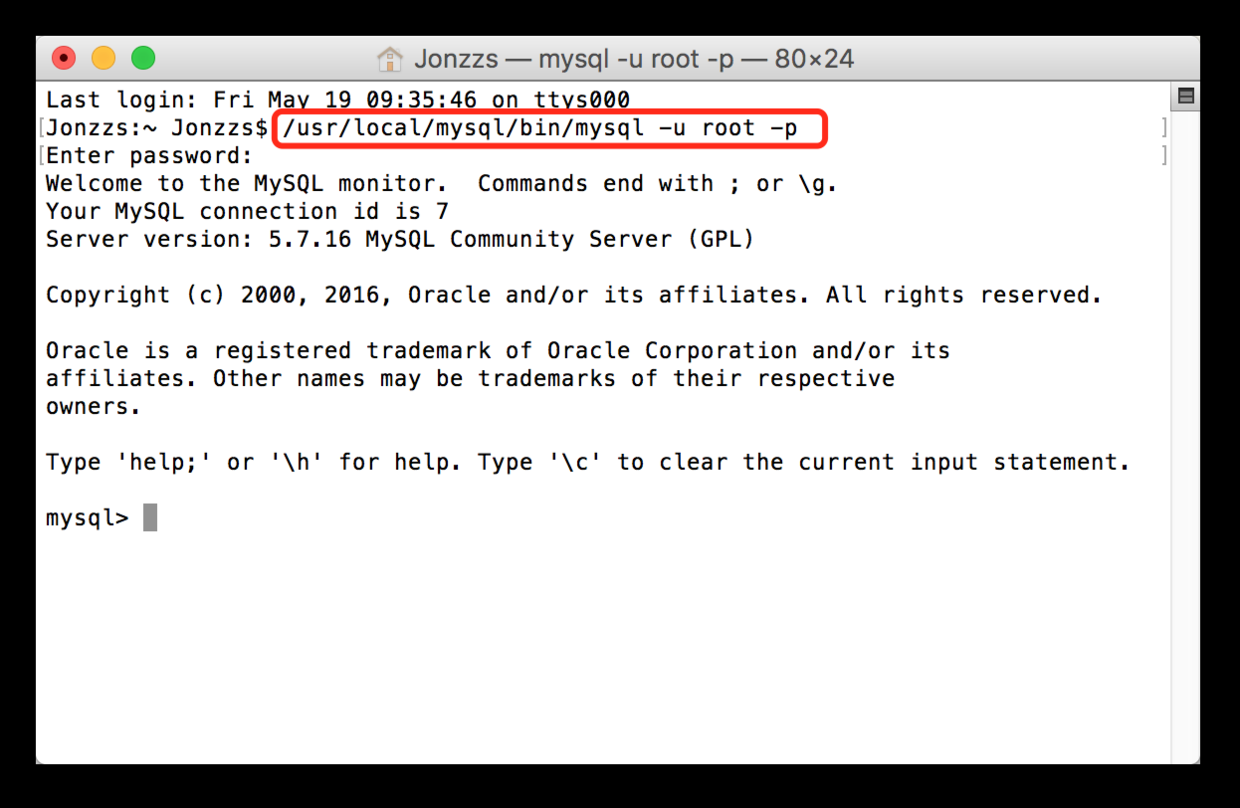 Jonzzs — mysql -u root -p — 80×24
Last login: Fri May 19 09:35:46 on ttys000
[Jonzzs:~ Jonzzs$ /usr/local/mysql/bin/mysql -u root -p ]
[Enter password: ]
Welcome to the MySQL monitor.  Commands end with ; or \g.
Your MySQL connection id is 7
Server version: 5.7.16 MySQL Community Server (GPL)
Copyright (c) 2000, 2016, Oracle and/or its affiliates. All rights reserved.
Oracle is a registered trademark of Oracle Corporation and/or its
affiliates. Other names may be trademarks of their respective
owners.
Type 'help;' or '\h' for help. Type '\c' to clear the current input statement.
mysql>